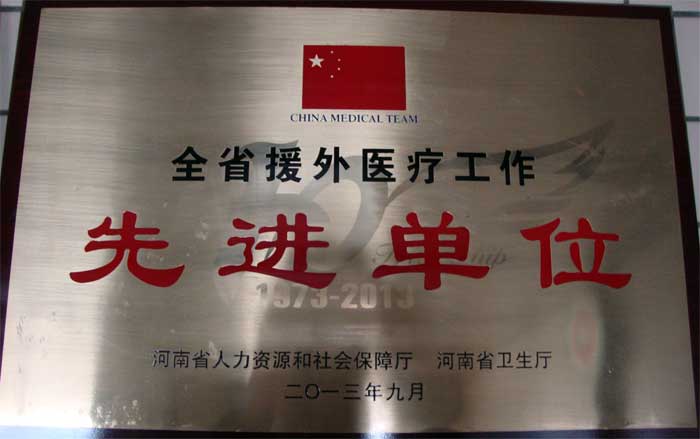 CHINA MEDICAL TEAM
全省援外医疗工作
先进单位
1973-2013
河南省人力资源和社会保障厅 河南省卫生厅
二〇一三年九月